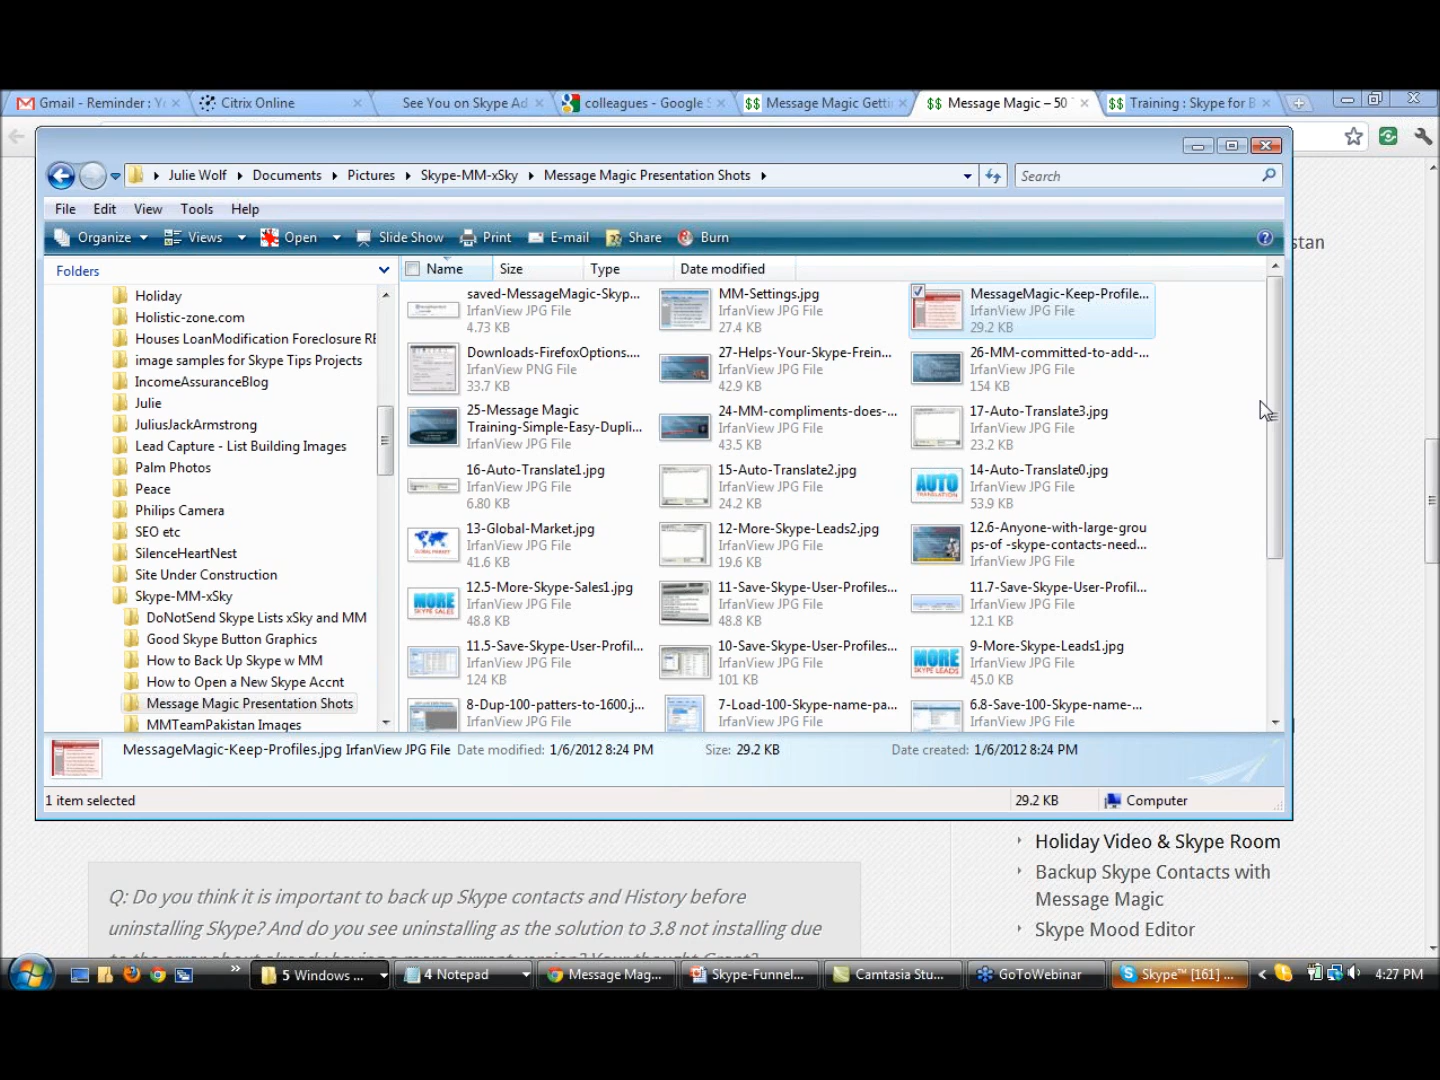 Gmail - Reminder : Y
Citrix Online
See You on Skype Ad
colleagues - Google S
Message Magic Getti
Message Magic – 50
Training : Skype for B
Julie Wolf
Documents
Pictures
Skype-MM-xSky
Message Magic Presentation Shots
Search
File Edit View Tools Help
Organize Views Open Slide Show Print E-mail Share Burn
stan
Folders
Name Size Type Date modified
Holiday
Holistic-zone.com
Houses LoanModification Foreclosure RE
image samples for Skype Tips Projects
IncomeAssuranceBlog
Julie
JuliusJackArmstrong
Lead Capture - List Building Images
Palm Photos
Peace
Philips Camera
SEO etc
SilenceHeartNest
Site Under Construction
Skype-MM-xSky
DoNotSend Skype Lists xSky and MM
Good Skype Button Graphics
How to Back Up Skype w MM
How to Open a New Skype Accnt
Message Magic Presentation Shots
MMTeamPakistan Images
saved-MessageMagic-Skyp...
IrfanView JPG File
4.73 KB
MM-Settings.jpg
IrfanView JPG File
27.4 KB
MessageMagic-Keep-Profile...
IrfanView JPG File
29.2 KB
Downloads-FirefoxOptions....
IrfanView PNG File
33.7 KB
27-Helps-Your-Skype-Frein...
IrfanView JPG File
42.9 KB
26-MM-committed-to-add-...
IrfanView JPG File
154 KB
25-Message Magic
Training-Simple-Easy-Dupli...
IrfanView JPG File
24-MM-compliments-does-...
IrfanView JPG File
43.5 KB
17-Auto-Translate3.jpg
IrfanView JPG File
23.2 KB
16-Auto-Translate1.jpg
IrfanView JPG File
6.80 KB
15-Auto-Translate2.jpg
IrfanView JPG File
24.2 KB
AUTO
TRANSLATION
14-Auto-Translate0.jpg
IrfanView JPG File
53.9 KB
GLOBAL MARKET
13-Global-Market.jpg
IrfanView JPG File
41.6 KB
12-More-Skype-Leads2.jpg
IrfanView JPG File
19.6 KB
12.6-Anyone-with-large-grou
ps-of -skype-contacts-need...
IrfanView JPG File
MORE
SKYPE SALES
12.5-More-Skype-Sales1.jpg
IrfanView JPG File
48.8 KB
11-Save-Skype-User-Profiles...
IrfanView JPG File
48.8 KB
11.7-Save-Skype-User-Profil...
IrfanView JPG File
12.1 KB
11.5-Save-Skype-User-Profil...
IrfanView JPG File
124 KB
10-Save-Skype-User-Profiles...
IrfanView JPG File
101 KB
MORE
SKYPE LEADS
9-More-Skype-Leads1.jpg
IrfanView JPG File
45.0 KB
8-Dup-100-patters-to-1600.j...
IrfanView JPG File
7-Load-100-Skype-name-pa...
IrfanView JPG File
6.8-Save-100-Skype-name-...
IrfanView JPG File
MessageMagic-Keep-Profiles.jpg IrfanView JPG File Date modified: 1/6/2012 8:24 PM Size: 29.2 KB Date created: 1/6/2012 8:24 PM
1 item selected 29.2 KB Computer
Holiday Video & Skype Room
Backup Skype Contacts with
Message Magic
Skype Mood Editor
Q: Do you think it is important to back up Skype contacts and History before
uninstalling Skype? And do you see uninstalling as the solution to 3.8 not installing due
5 Windows ...
4 Notepad
Message Mag...
Skype-Funnel...
Camtasia Stu...
GoToWebinar
Skype™ [161] ...
4:27 PM